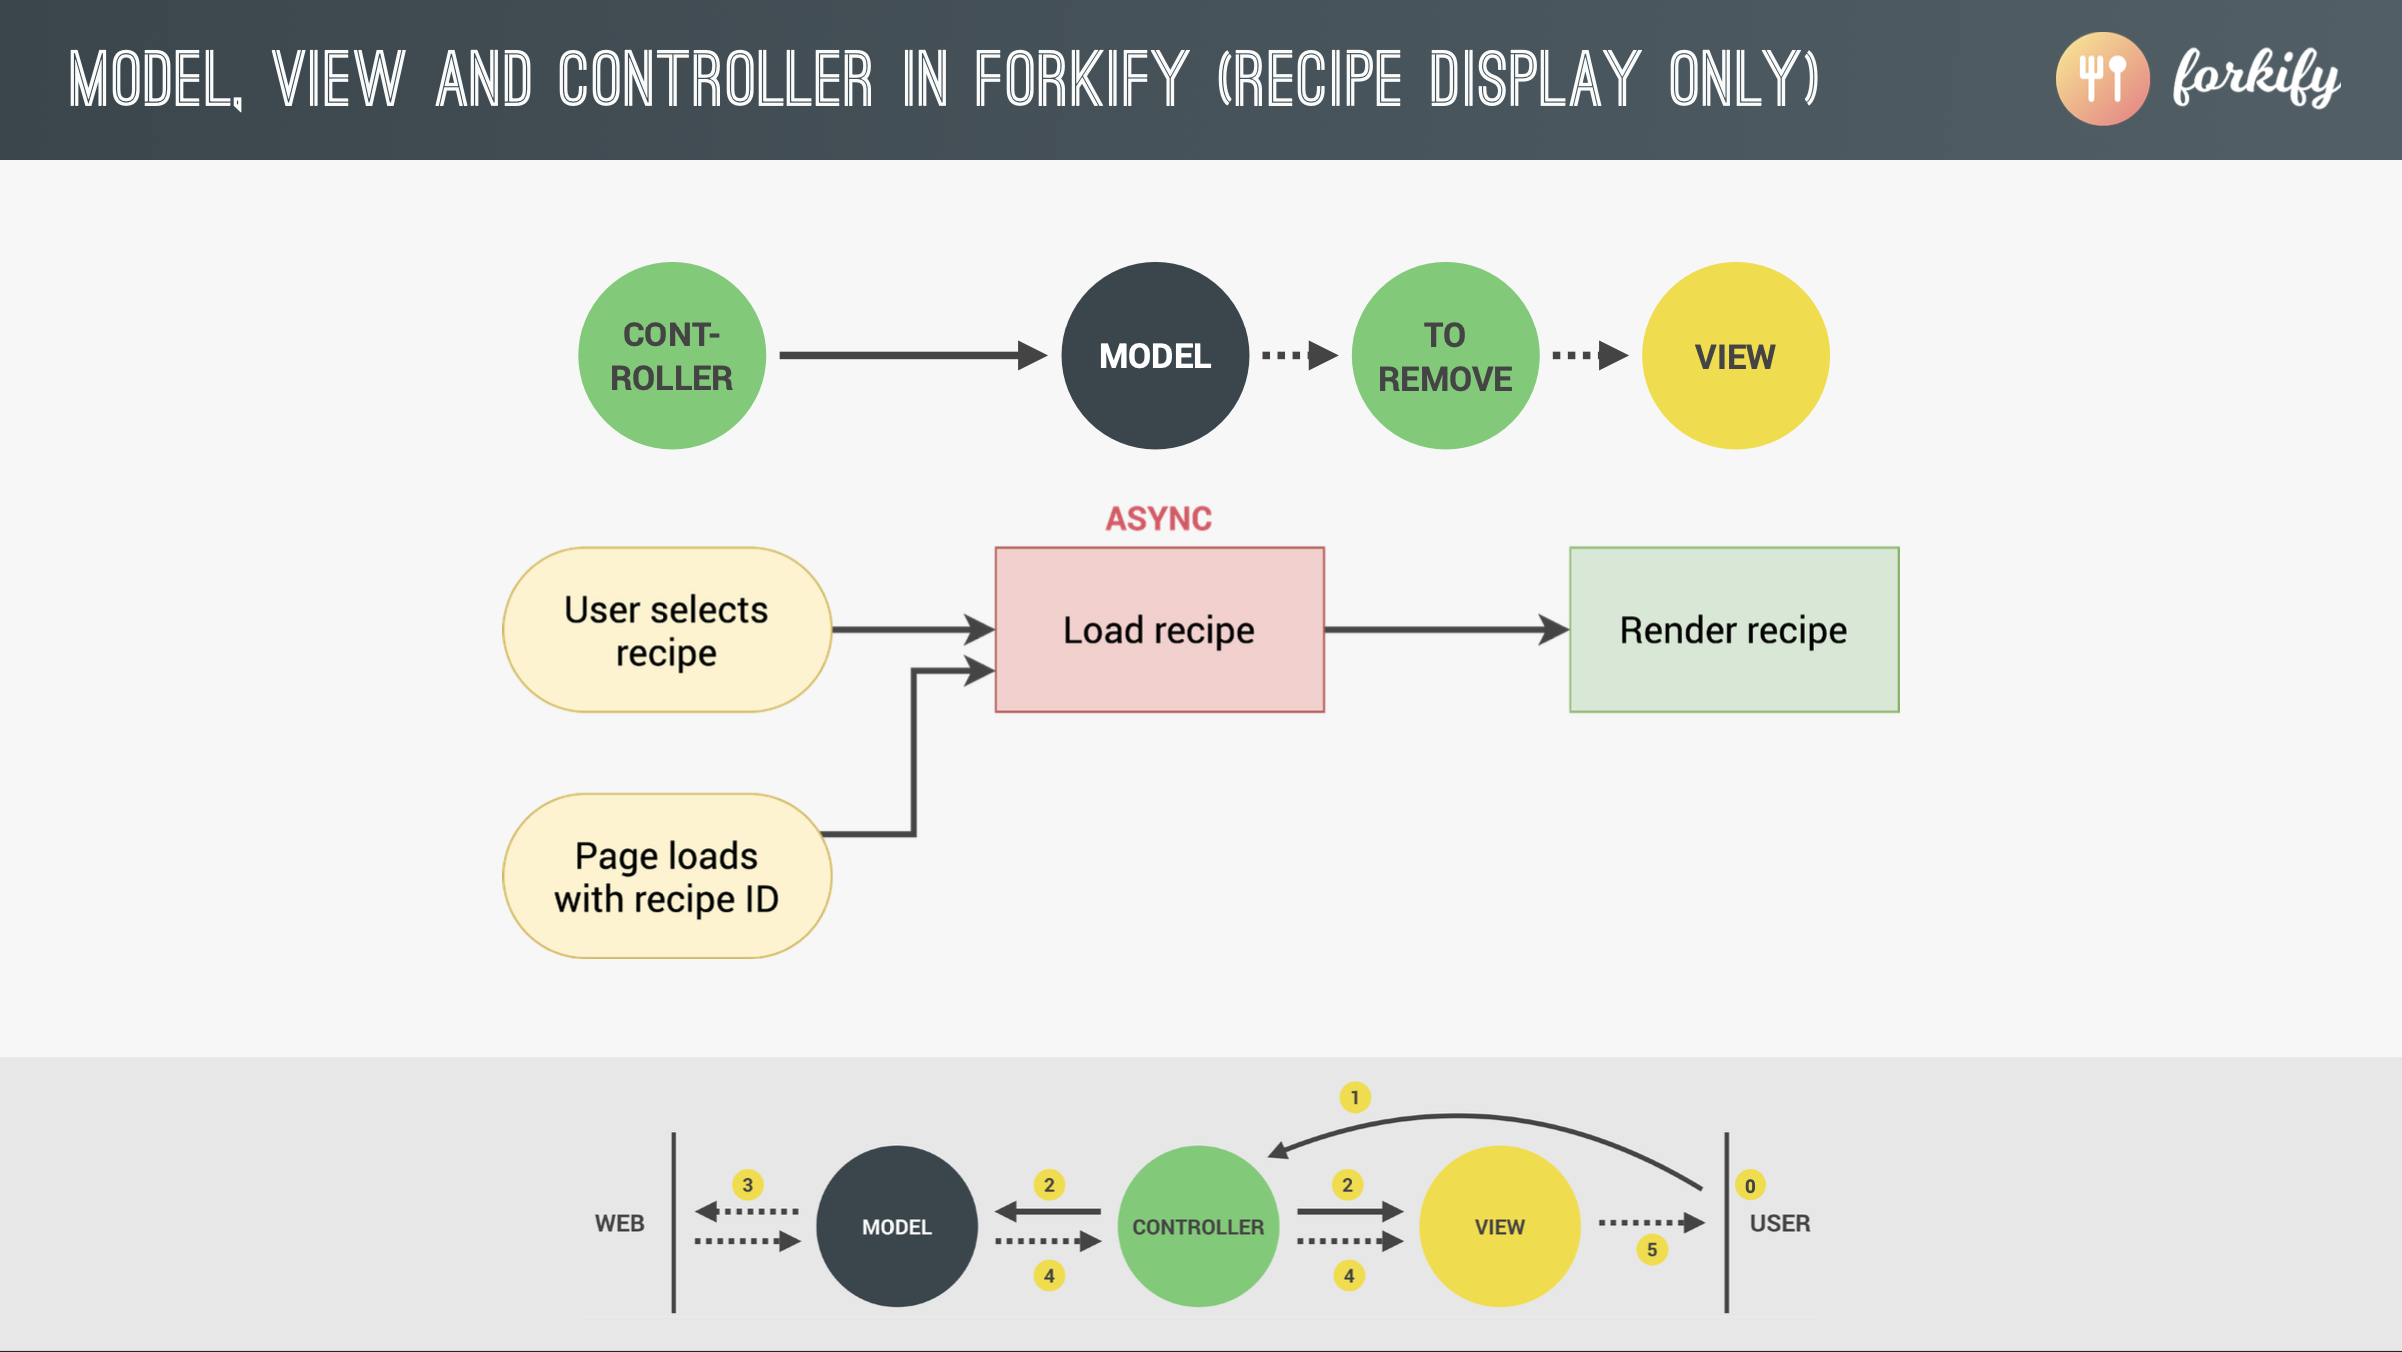 MODEL, VIEW AND CONTROLLER IN FORKIFY (RECIPE DISPLAY ONLY)
forkify
CONT-
ROLLER
MODEL
TO
REMOVE
VIEW
ASYNC
User selects
recipe
Load recipe
Render recipe
Page loads
with recipe ID
1
3
2
2
0
WEB
MODEL
CONTROLLER
VIEW
USER
4
4
5